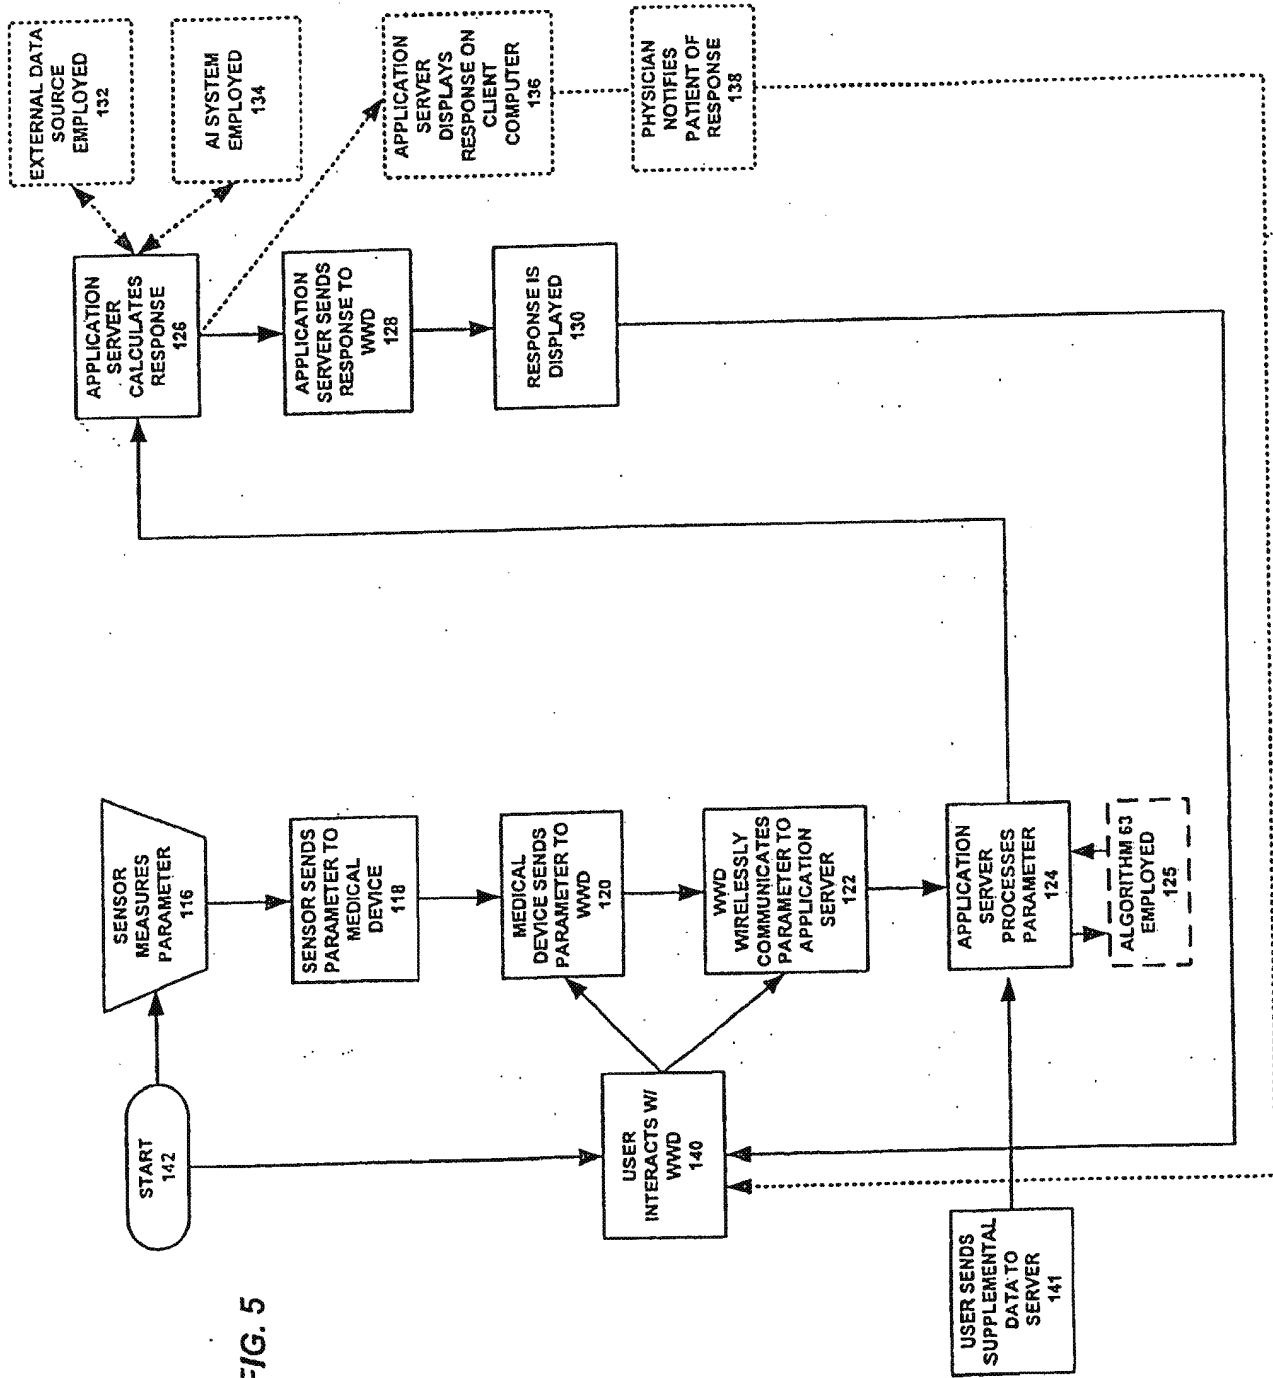 START
142
SENSOR
MEASURES
PARAMETER
116
SENSOR SENDS
PARAMETER TO
MEDICAL
DEVICE
118
USER
INTERACTS W/
WWD
140
MEDICAL
DEVICE SENDS
PARAMETER TO
WWD
120
WWD
WIRELESSLY
COMMUNICATES
PARAMETER TO
APPLICATION
SERVER
122
USER SENDS
SUPPLEMENTAL
DATA TO
SERVER
141
APPLICATION
SERVER
PROCESSES
PARAMETER
124
ALGORITHM 63
EMPLOYED
125
APPLICATION
SERVER
CALCULATES
RESPONSE
126
APPLICATION
SERVER SENDS
RESPONSE TO
WWD
128
RESPONSE IS
DISPLAYED
130
EXTERNAL DATA
SOURCE
EMPLOYED
132
AI SYSTEM
EMPLOYED
134
APPLICATION
SERVER
DISPLAYS
RESPONSE ON
CLIENT
COMPUTER
136
PHYSICIAN
NOTIFIES
PATIENT OF
RESPONSE
138
FIG. 5